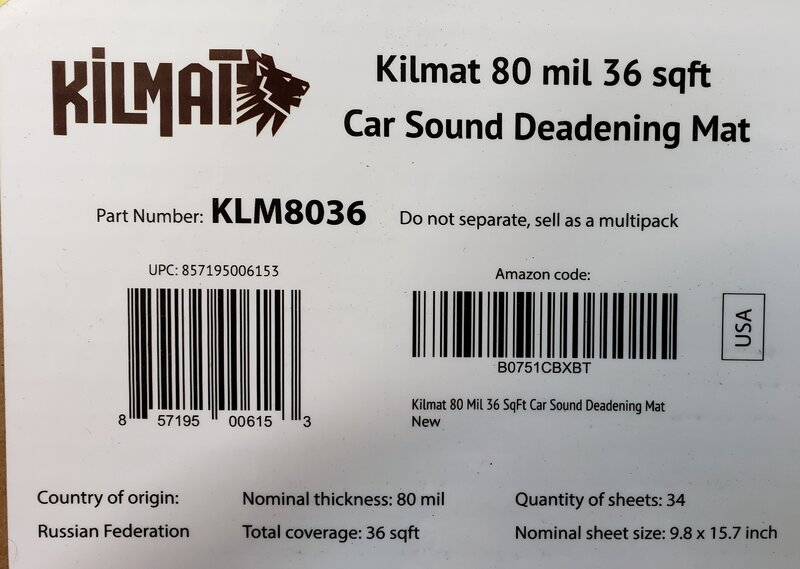 KiLMAT
Kilmat 80 mil 36 sqft
Car Sound Deadening Mat
Part Number: KLM8036
Do not separate, sell as a multipack
UPC: 857195006153
8 57195 00615 3
Amazon code:
B0751CBXBT
Kilmat 80 Mil 36 SqFt Car Sound Deadening Mat
New
USA
Country of origin:
Russian Federation
Nominal thickness: 80 mil
Total coverage: 36 sqft
Quantity of sheets: 34
Nominal sheet size: 9.8 x 15.7 inch